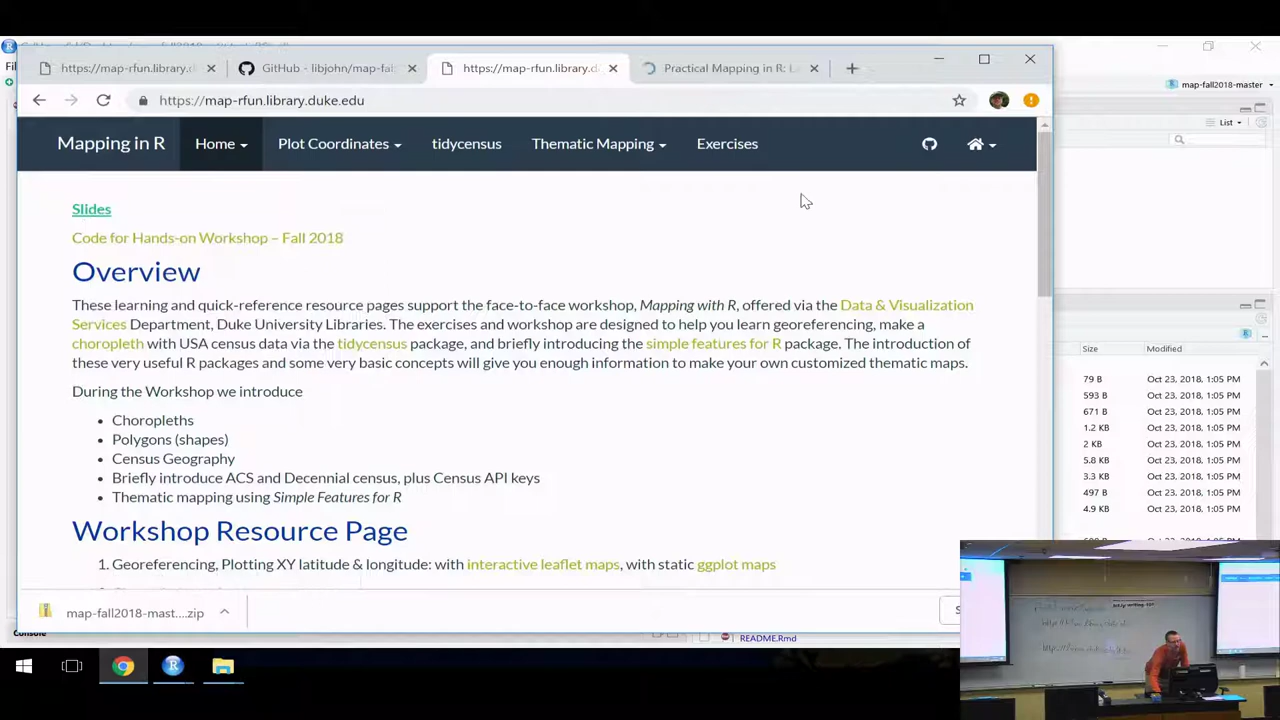 https://map-rfun.library.d
GitHub - libjohn/map-fal
https://map-rfun.library.d
Practical Mapping in R: L
https://map-rfun.library.duke.edu
map-fall2018-master
List
Mapping in R
Home
Plot Coordinates
tidycensus
Thematic Mapping
Exercises
Slides
Code for Hands-on Workshop – Fall 2018
Overview
These learning and quick-reference resource pages support the face-to-face workshop, Mapping with R, offered via the Data & Visualization
Services Department, Duke University Libraries. The exercises and workshop are designed to help you learn georeferencing, make a
choropleth with USA census data via the tidycensus package, and briefly introducing the simple features for R package. The introduction of
these very useful R packages and some very basic concepts will give you enough information to make your own customized thematic maps.
During the Workshop we introduce
• Choropleths
• Polygons (shapes)
• Census Geography
• Briefly introduce ACS and Decennial census, plus Census API keys
• Thematic mapping using Simple Features for R
Workshop Resource Page
1. Georeferencing, Plotting XY latitude & longitude: with interactive leaflet maps, with static ggplot maps
Size Modified
79 B Oct 23, 2018, 1:05 PM
593 B Oct 23, 2018, 1:05 PM
671 B Oct 23, 2018, 1:05 PM
1.2 KB Oct 23, 2018, 1:05 PM
2 KB Oct 23, 2018, 1:05 PM
5.8 KB Oct 23, 2018, 1:05 PM
3.3 KB Oct 23, 2018, 1:05 PM
497 B Oct 23, 2018, 1:05 PM
4.9 KB Oct 23, 2018, 1:05 PM
map-fall2018-mast....zip
Console
README.Rmd